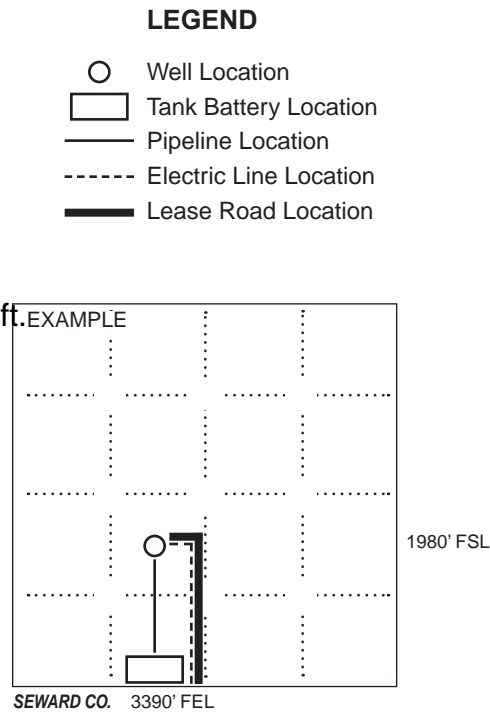 LEGEND
Well Location
Tank Battery Location
Pipeline Location
Electric Line Location
Lease Road Location
ft.
EXAMPLE
1980' FSL
SEWARD CO. 3390' FEL